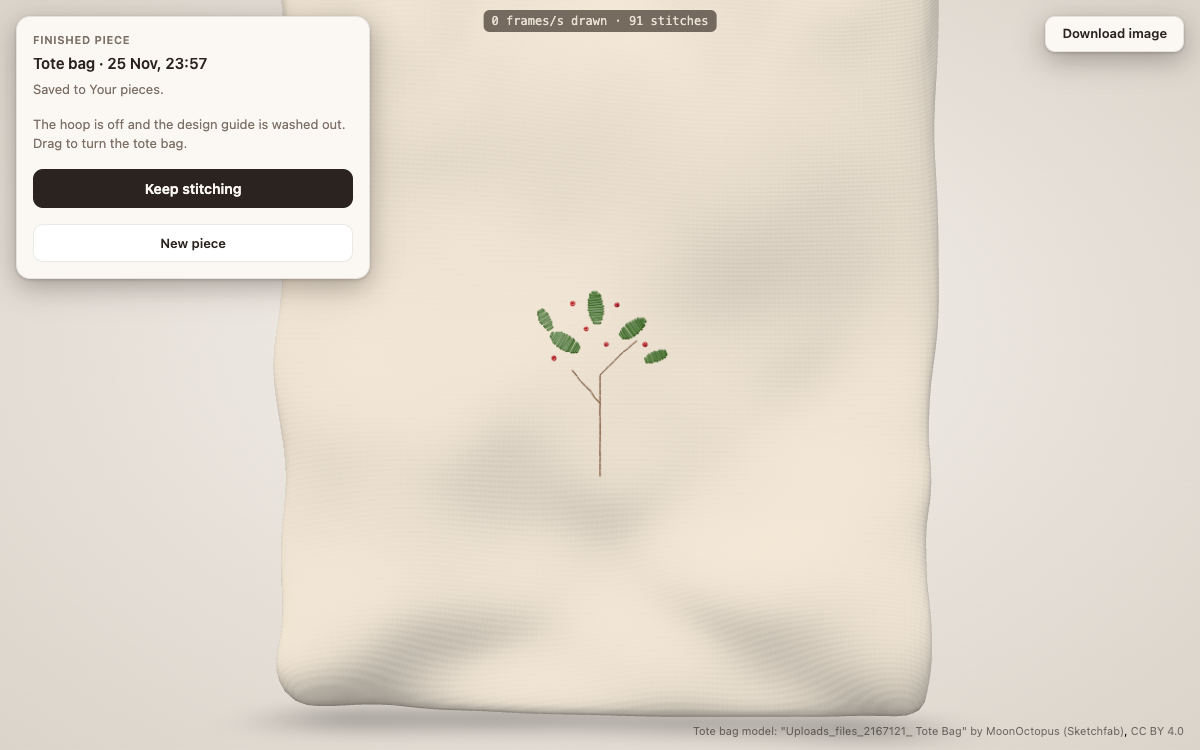 FINISHED PIECE
Tote bag · 25 Nov, 23:57
Saved to Your pieces.
The hoop is off and the design guide is washed out.
Drag to turn the tote bag.
Keep stitching
New piece
0 frames/s drawn · 91 stitches
Download image
Tote bag model: "Uploads_files_2167121_ Tote Bag" by MoonOctopus (Sketchfab), CC BY 4.0